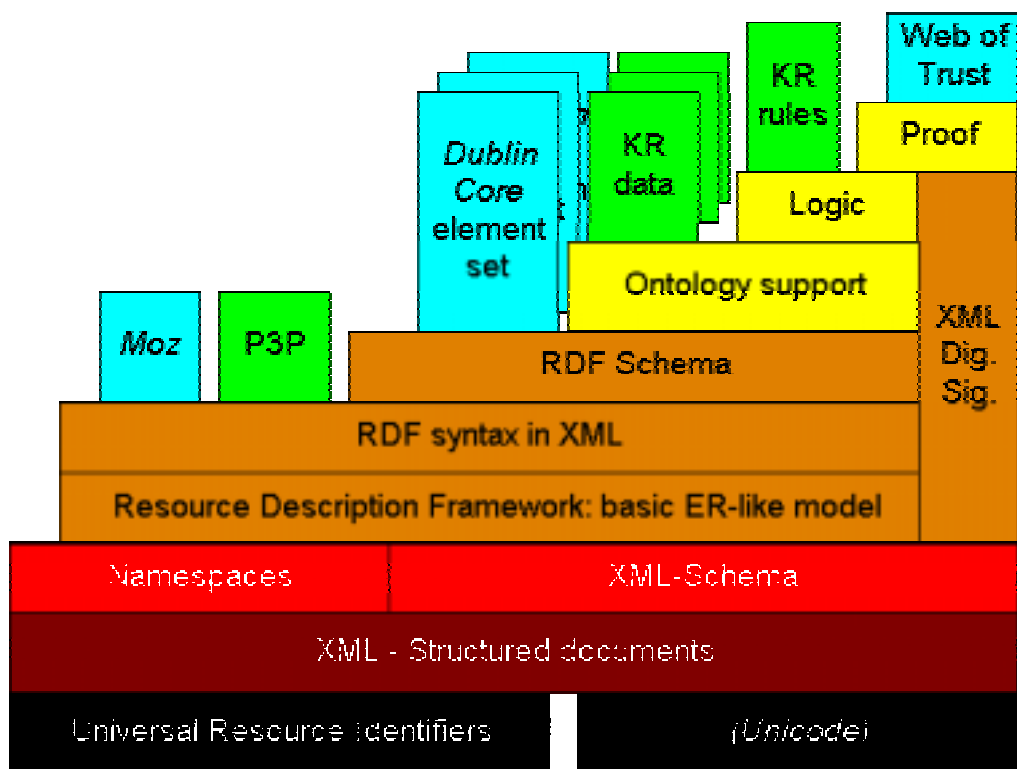 Web of
Trust
KR
rules
Proof
Dublin
Core
element
set
KR
data
Logic
Ontology support
XML
Dig.
Sig.
Moz
P3P
RDF Schema
RDF syntax in XML
Resource Description Framework: basic ER-like model
Namespaces
XML-Schema
XML - Structured documents
Universal Resource Identifiers
(Unicode)